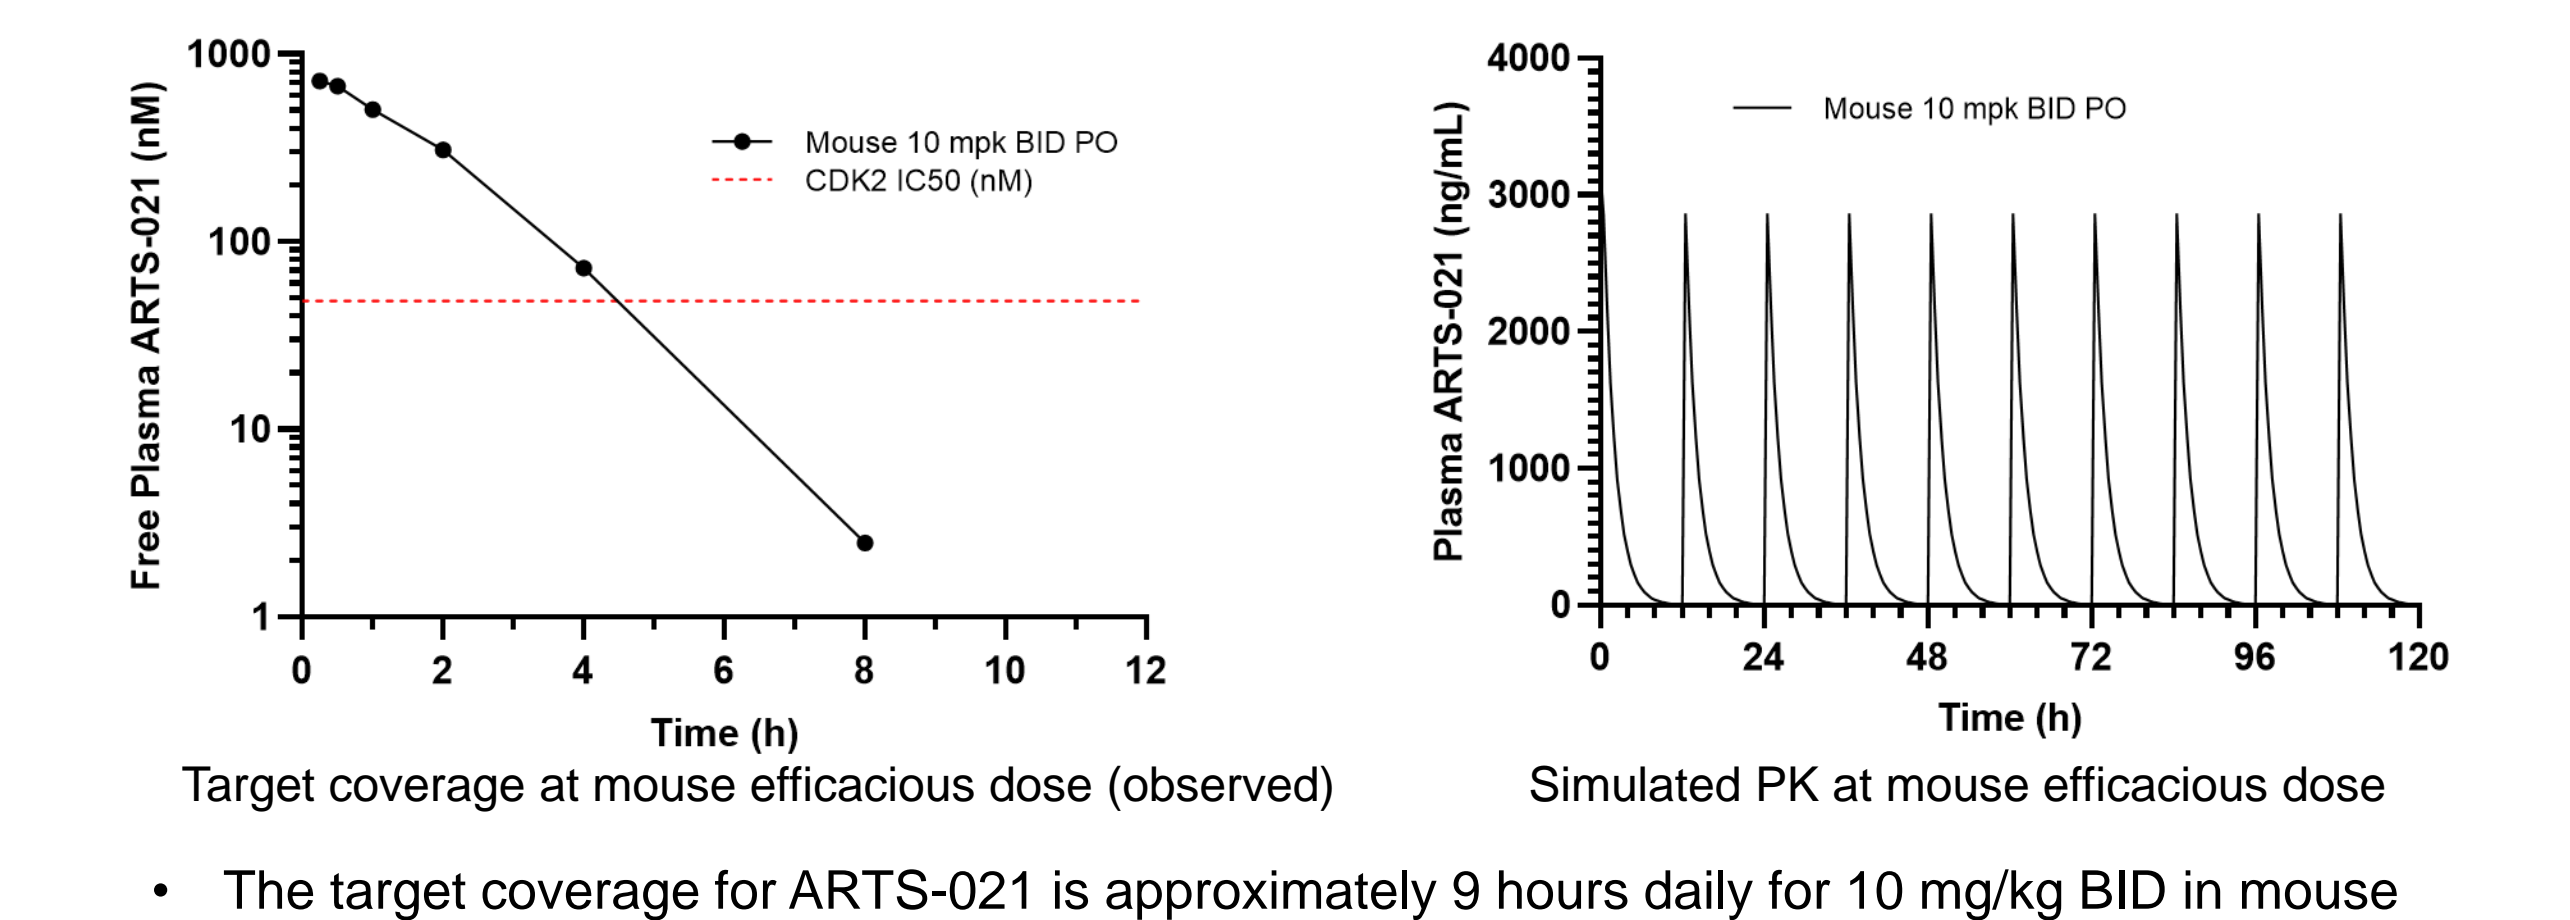 1000
100
10
1
Free Plasma ARTS-021 (nM)
Mouse 10 mpk BID PO
CDK2 IC50 (nM)
0 2 4 6 8 10 12
Time (h)
Target coverage at mouse efficacious dose (observed)
4000
3000
2000
1000
0
Plasma ARTS-021 (ng/mL)
Mouse 10 mpk BID PO
0 24 48 72 96 120
Time (h)
Simulated PK at mouse efficacious dose
• The target coverage for ARTS-021 is approximately 9 hours daily for 10 mg/kg BID in mouse